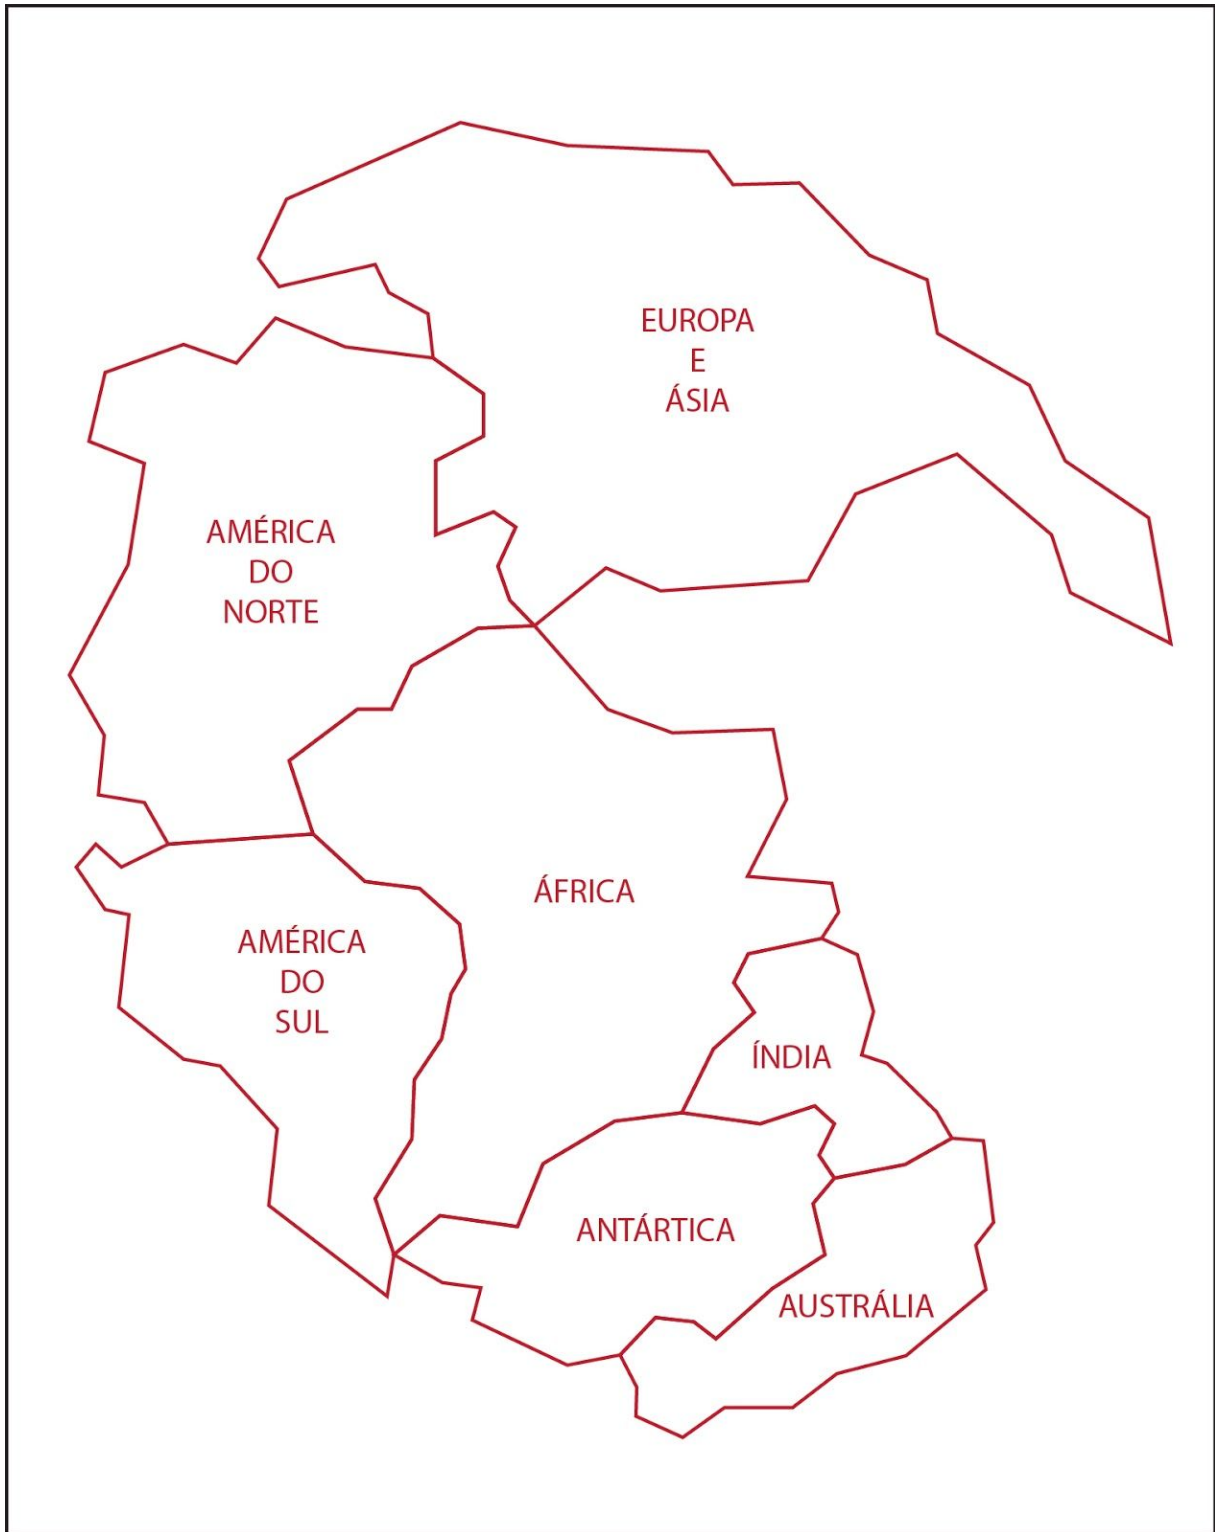 EUROPA
E
ÁSIA
AMÉRICA
DO
NORTE
ÁFRICA
AMÉRICA
DO
SUL
ÍNDIA
ANTÁRTICA
AUSTRÁLIA